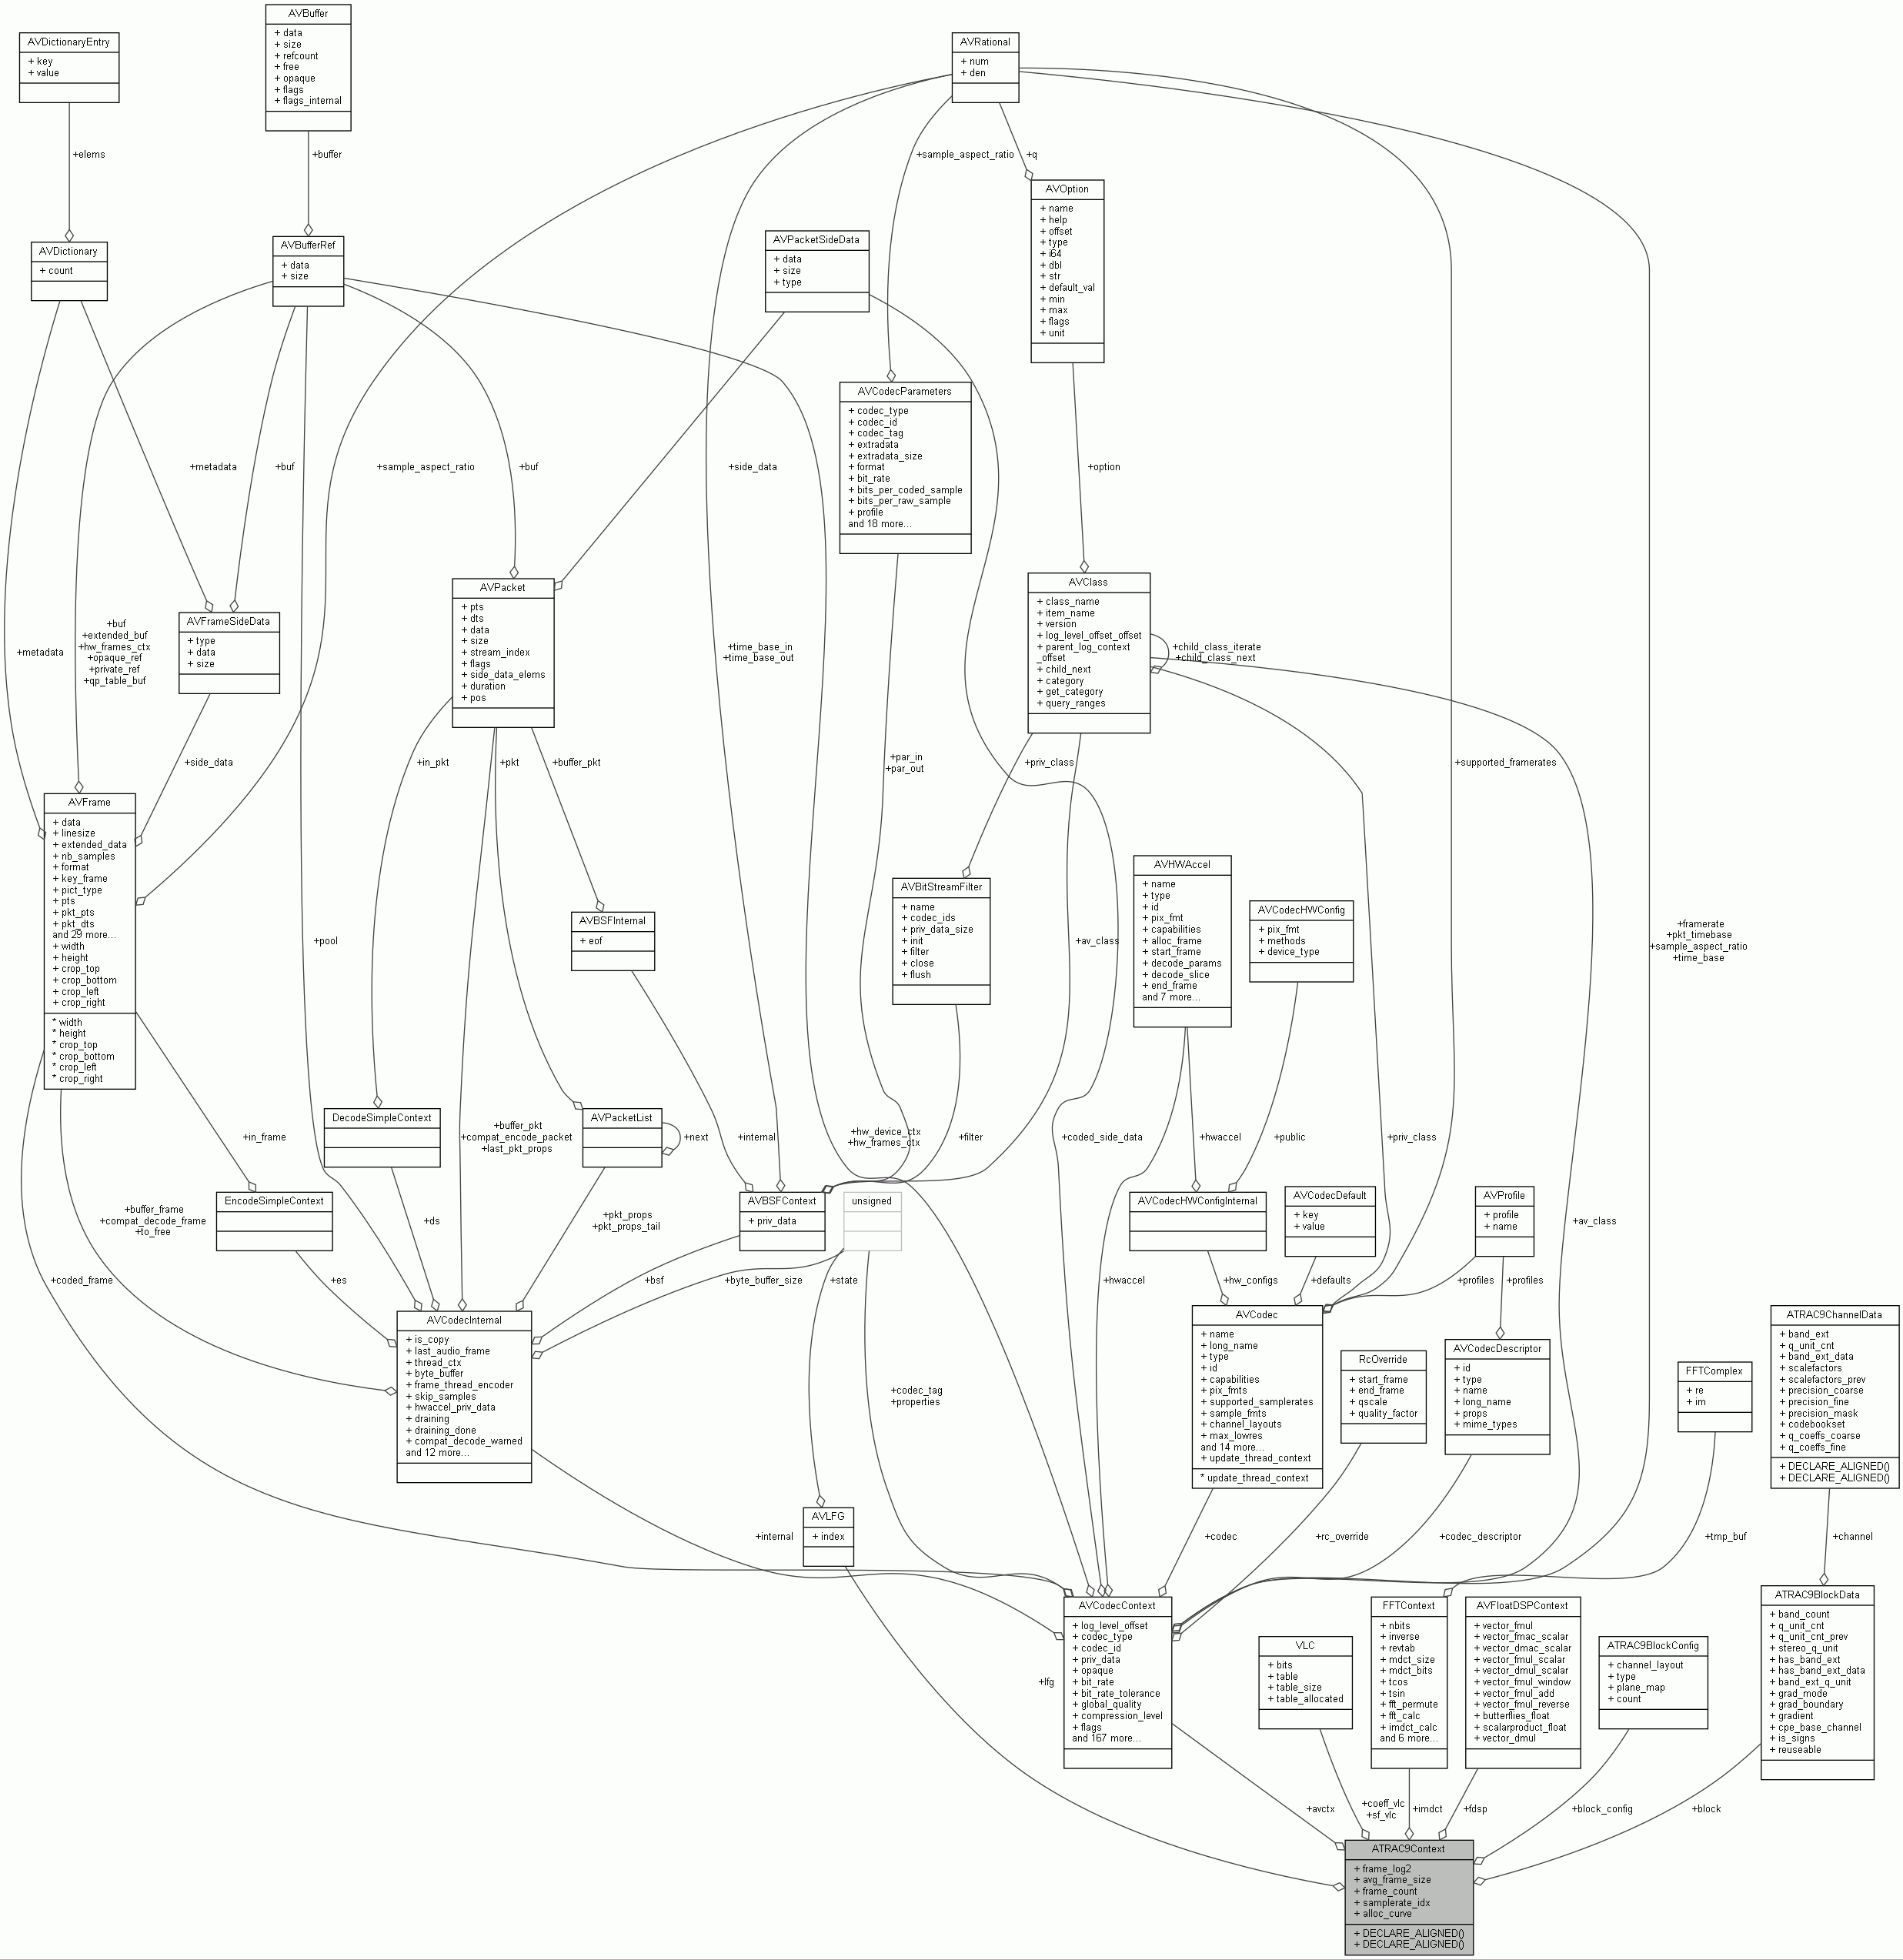 AVBuffer
+ data
+ size
+ refcount
+ free
+ opaque
+ flags
+ flags_internal
AVDictionaryEntry
+ key
+ value
AVRational
+ num
+ den
+elems
+buffer
+sample_aspect_ratio
+q
AVOption
+ name
+ help
+ offset
+ type
+ i64
+ dbl
+ str
+ default_val
+ min
+ max
+ flags
+ unit
AVPacketSideData
+ data
+ size
+ type
AVDictionary
+ count
AVBufferRef
+ data
+ size
AVCodecParameters
+ codec_type
+ codec_id
+ codec_tag
+ extradata
+ extradata_size
+ format
+ bit_rate
+ bits_per_coded_sample
+ bits_per_raw_sample
+ profile
and 18 more...
+metadata
+buf
+sample_aspect_ratio
+buf
+side_data
+option
AVClass
+ class_name
+ item_name
+ version
+ log_level_offset_offset
+ parent_log_context
_offset
+ child_next
+ category
+ get_category
+ query_ranges
+child_class_iterate
+child_class_next
AVPacket
+ pts
+ dts
+ data
+ size
+ stream_index
+ flags
+ side_data_elems
+ duration
+ pos
AVFrameSideData
+ type
+ data
+ size
+metadata
+buf
+extended_buf
+hw_frames_ctx
+opaque_ref
+private_ref
+qp_table_buf
+time_base_in
+time_base_out
+side_data
+in_pkt
+pkt
+buffer_pkt
+par_in
+par_out
+priv_class
+supported_framerates
AVFrame
+ data
+ linesize
+ extended_data
+ nb_samples
+ format
+ key_frame
+ pict_type
+ pts
+ pkt_pts
+ pkt_dts
and 29 more...
+ width
+ height
+ crop_top
+ crop_bottom
+ crop_left
+ crop_right
* width
* height
* crop_top
* crop_bottom
* crop_left
* crop_right
+pool
AVBSFInternal
+ eof
AVBitStreamFilter
+ name
+ codec_ids
+ priv_data_size
+ init
+ filter
+ close
+ flush
+av_class
AVHWAccel
+ name
+ type
+ id
+ pix_fmt
+ capabilities
+ alloc_frame
+ start_frame
+ decode_params
+ decode_slice
+ end_frame
and 7 more...
AVCodecHWConfig
+ pix_fmt
+ methods
+ device_type
+framerate
+pkt_timebase
+sample_aspect_ratio
+time_base
+in_frame
DecodeSimpleContext
+buffer_pkt
+compat_encode_packet
+last_pkt_props
AVPacketList
+next
+internal
+hw_device_ctx
+hw_frames_ctx
+filter
+coded_side_data
+hwaccel
+public
+priv_class
EncodeSimpleContext
+buffer_frame
+compat_decode_frame
+to_free
+ds
+pkt_props
+pkt_props_tail
AVBSFContext
+ priv_data
unsigned
AVCodecHWConfigInternal
AVCodecDefault
+ key
+ value
AVProfile
+ profile
+ name
+av_class
+coded_frame
+es
+bsf
+byte_buffer_size
+state
+hwaccel
+hw_configs
+defaults
+profiles
+profiles
AVCodecInternal
+ is_copy
+ last_audio_frame
+ thread_ctx
+ byte_buffer
+ frame_thread_encoder
+ skip_samples
+ hwaccel_priv_data
+ draining
+ draining_done
+ compat_decode_warned
and 12 more...
+codec_tag
+properties
AVCodec
+ name
+ long_name
+ type
+ id
+ capabilities
+ pix_fmts
+ supported_samplerates
+ sample_fmts
+ channel_layouts
+ max_lowres
and 14 more...
+ update_thread_context
* update_thread_context
RcOverride
+ start_frame
+ end_frame
+ qscale
+ quality_factor
AVCodecDescriptor
+ id
+ type
+ name
+ long_name
+ props
+ mime_types
FFTComplex
+ re
+ im
ATRAC9ChannelData
+ band_ext
+ q_unit_cnt
+ band_ext_data
+ scalefactors
+ scalefactors_prev
+ precision_coarse
+ precision_fine
+ precision_mask
+ codebookset
+ q_coeffs_coarse
+ q_coeffs_fine
+ DECLARE_ALIGNED()
+ DECLARE_ALIGNED()
AVLFG
+ index
+internal
+codec
+rc_override
+codec_descriptor
+tmp_buf
+channel
AVCodecContext
+ log_level_offset
+ codec_type
+ codec_id
+ priv_data
+ opaque
+ bit_rate
+ bit_rate_tolerance
+ global_quality
+ compression_level
+ flags
and 167 more...
+lfg
VLC
+ bits
+ table
+ table_size
+ table_allocated
FFTContext
+ nbits
+ inverse
+ revtab
+ mdct_size
+ mdct_bits
+ tcos
+ tsin
+ fft_permute
+ fft_calc
+ imdct_calc
and 6 more...
AVFloatDSPContext
+ vector_fmul
+ vector_fmac_scalar
+ vector_dmac_scalar
+ vector_fmul_scalar
+ vector_dmul_scalar
+ vector_fmul_window
+ vector_fmul_add
+ vector_fmul_reverse
+ butterflies_float
+ scalarproduct_float
+ vector_dmul
ATRAC9BlockConfig
+ channel_layout
+ type
+ plane_map
+ count
ATRAC9BlockData
+ band_count
+ q_unit_cnt
+ q_unit_cnt_prev
+ stereo_q_unit
+ has_band_ext
+ has_band_ext_data
+ band_ext_q_unit
+ grad_mode
+ grad_boundary
+ gradient
+ cpe_base_channel
+ is_signs
+ reuseable
+avctx
+coeff_vlc
+sf_vlc
+imdct
+fdsp
+block_config
+block
ATRAC9Context
+ frame_log2
+ avg_frame_size
+ frame_count
+ samplerate_idx
+ alloc_curve
+ DECLARE_ALIGNED()
+ DECLARE_ALIGNED()